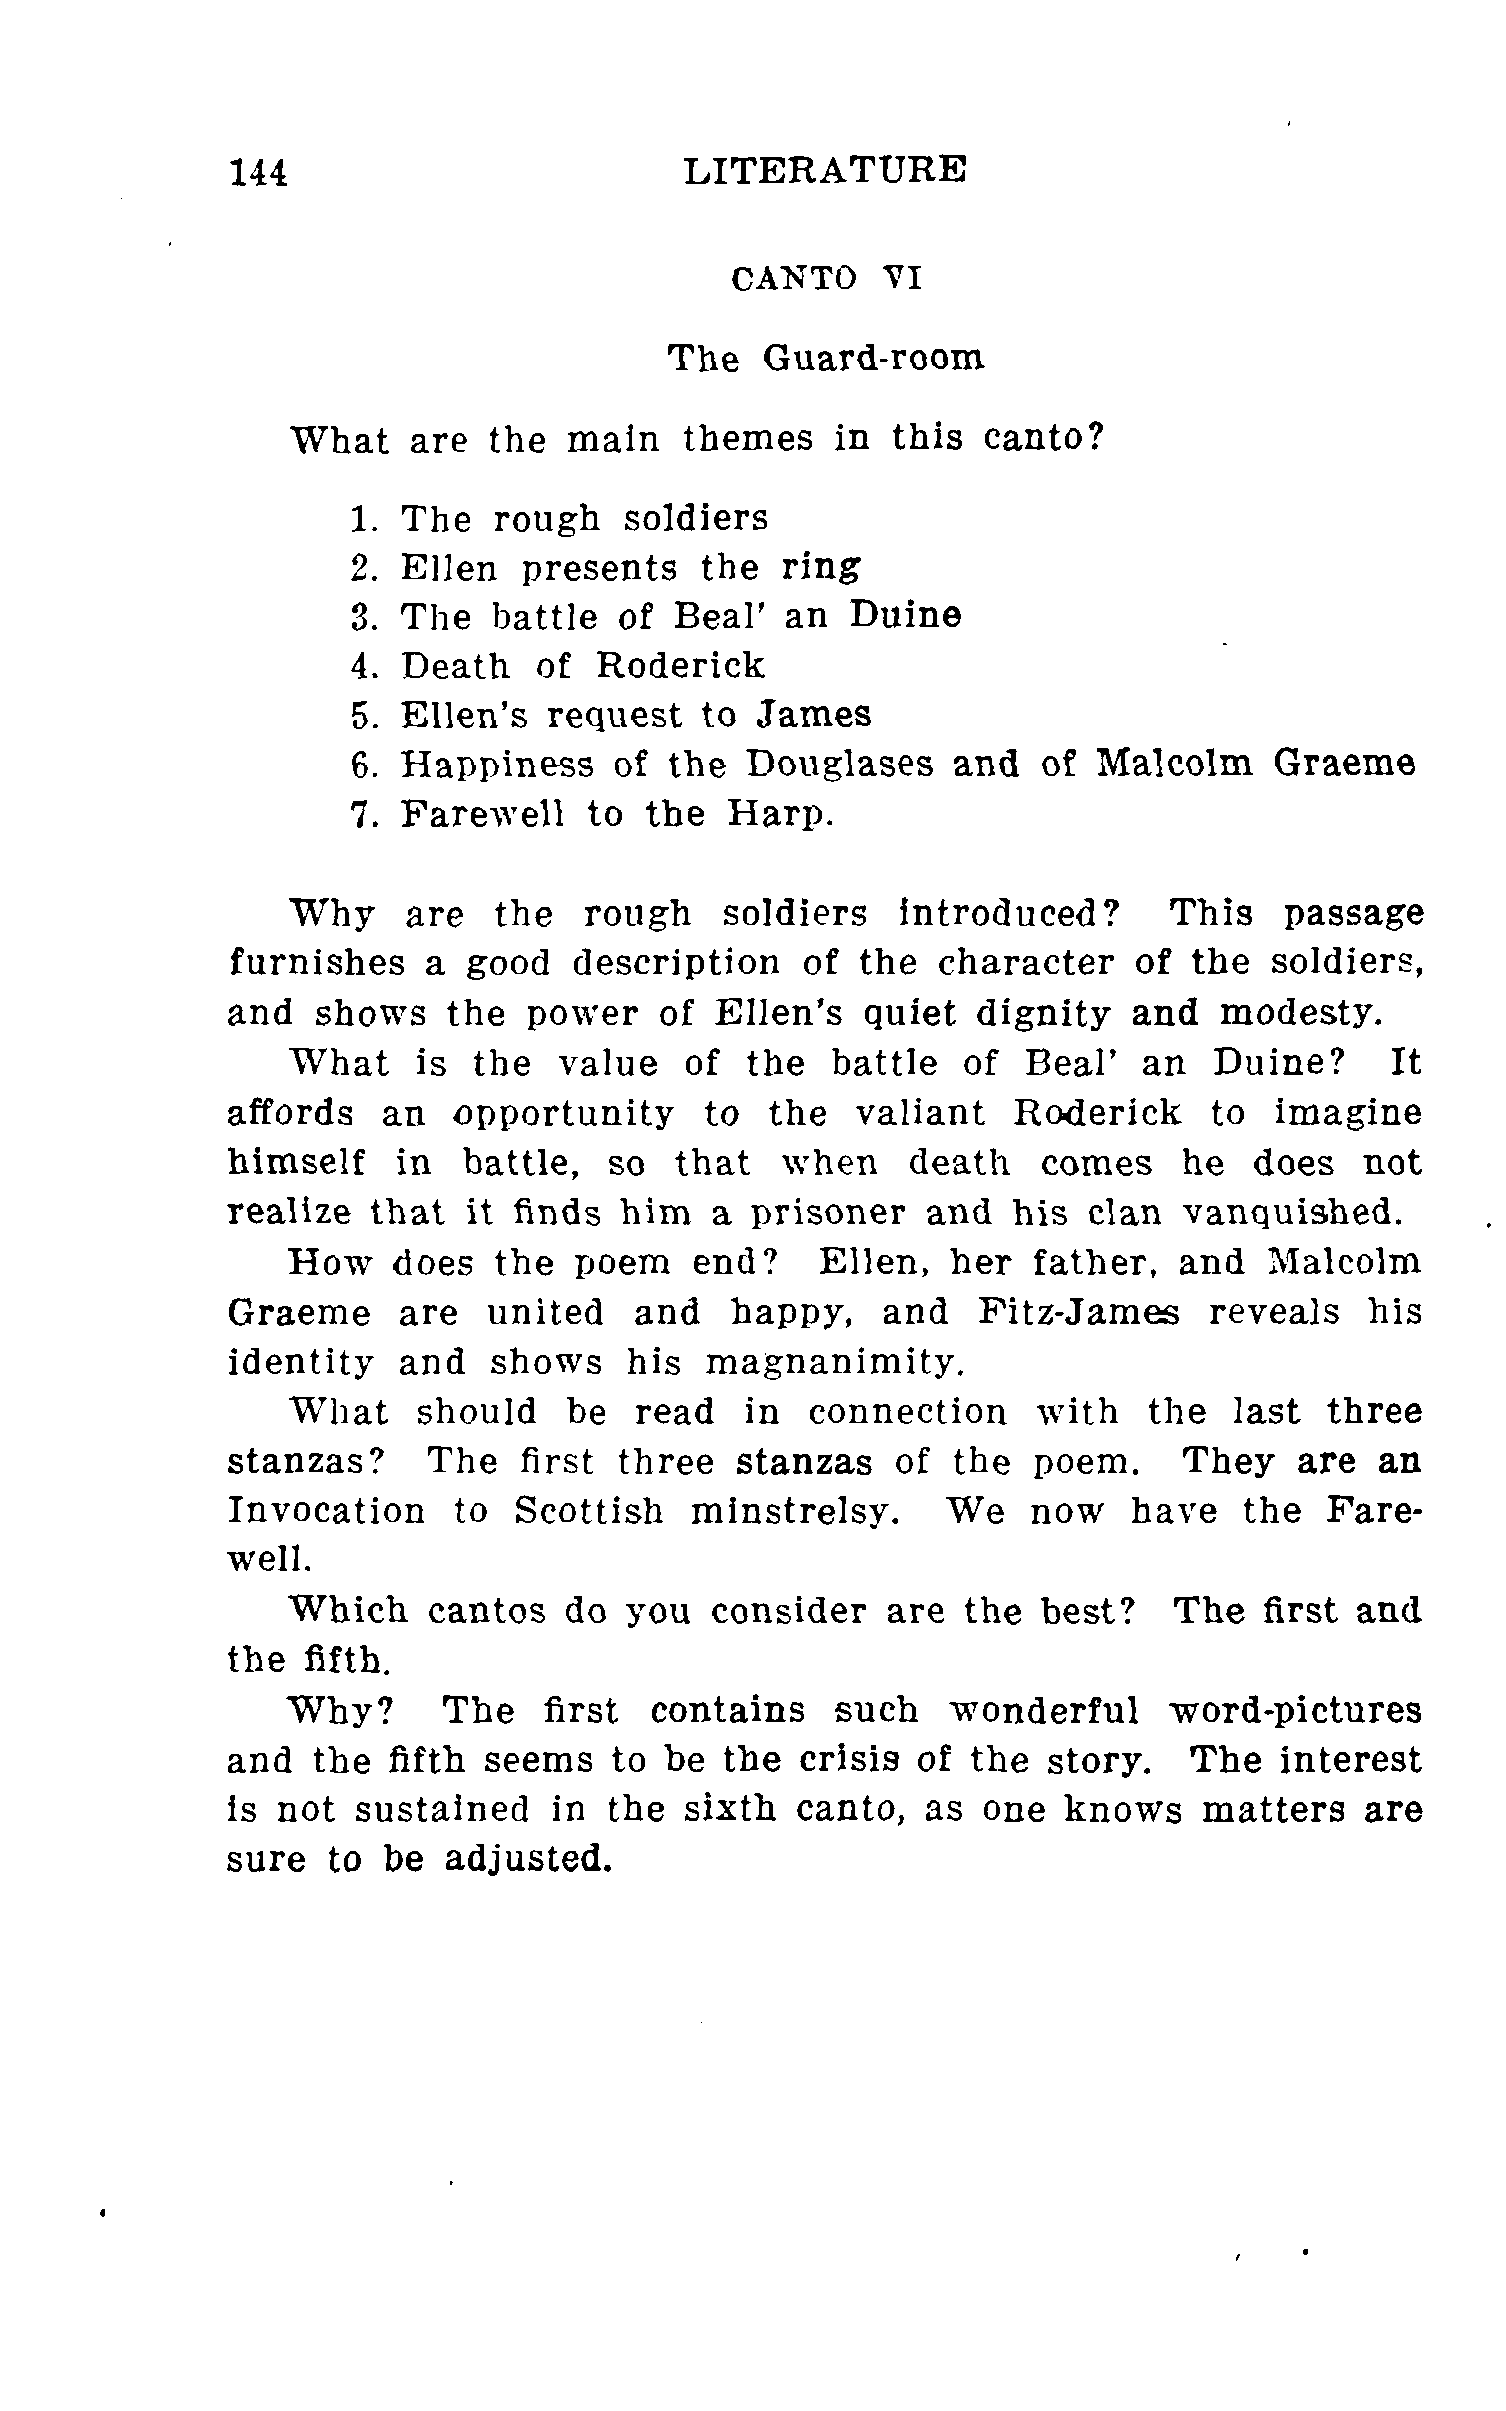 144 LITERATURE
CANTO VI
The Guard-room
What are the main themes in this canto?
1. The rough soldiers
2. Ellen presents the ring
3. The battle of Beal' an Duine
4. Death of Roderick
5. Ellen's request to James
6. Happiness of the Douglases and of Malcolm Graeme
7. Farewell to the Harp.
Why are the rough soldiers introduced? This passage
furnishes a good description of the character of the soldiers,
and shows the power of Ellen's quiet dignity and modesty.
What is the value of the battle of Beal' an Duine? It
affords an opportunity to the valiant Roderick to imagine
himself in battle, so that when death comes he does not
realize that it finds him a prisoner and his clan vanquished.
How does the poem end? Ellen, her father, and Malcolm
Graeme are united and happy, and Fitz-James reveals his
identity and shows his magnanimity.
What should be read in connection with the last three
stanzas? The first three stanzas of the poem. They are an
Invocation to Scottish minstrelsy. We now have the Fare-
well.
Which cantos do you consider are the best? The first and
the fifth.
Why? The first contains such wonderful word-pictures
and the fifth seems to be the crisis of the story. The interest
is not sustained in the sixth canto, as one knows matters are
sure to be adjusted.